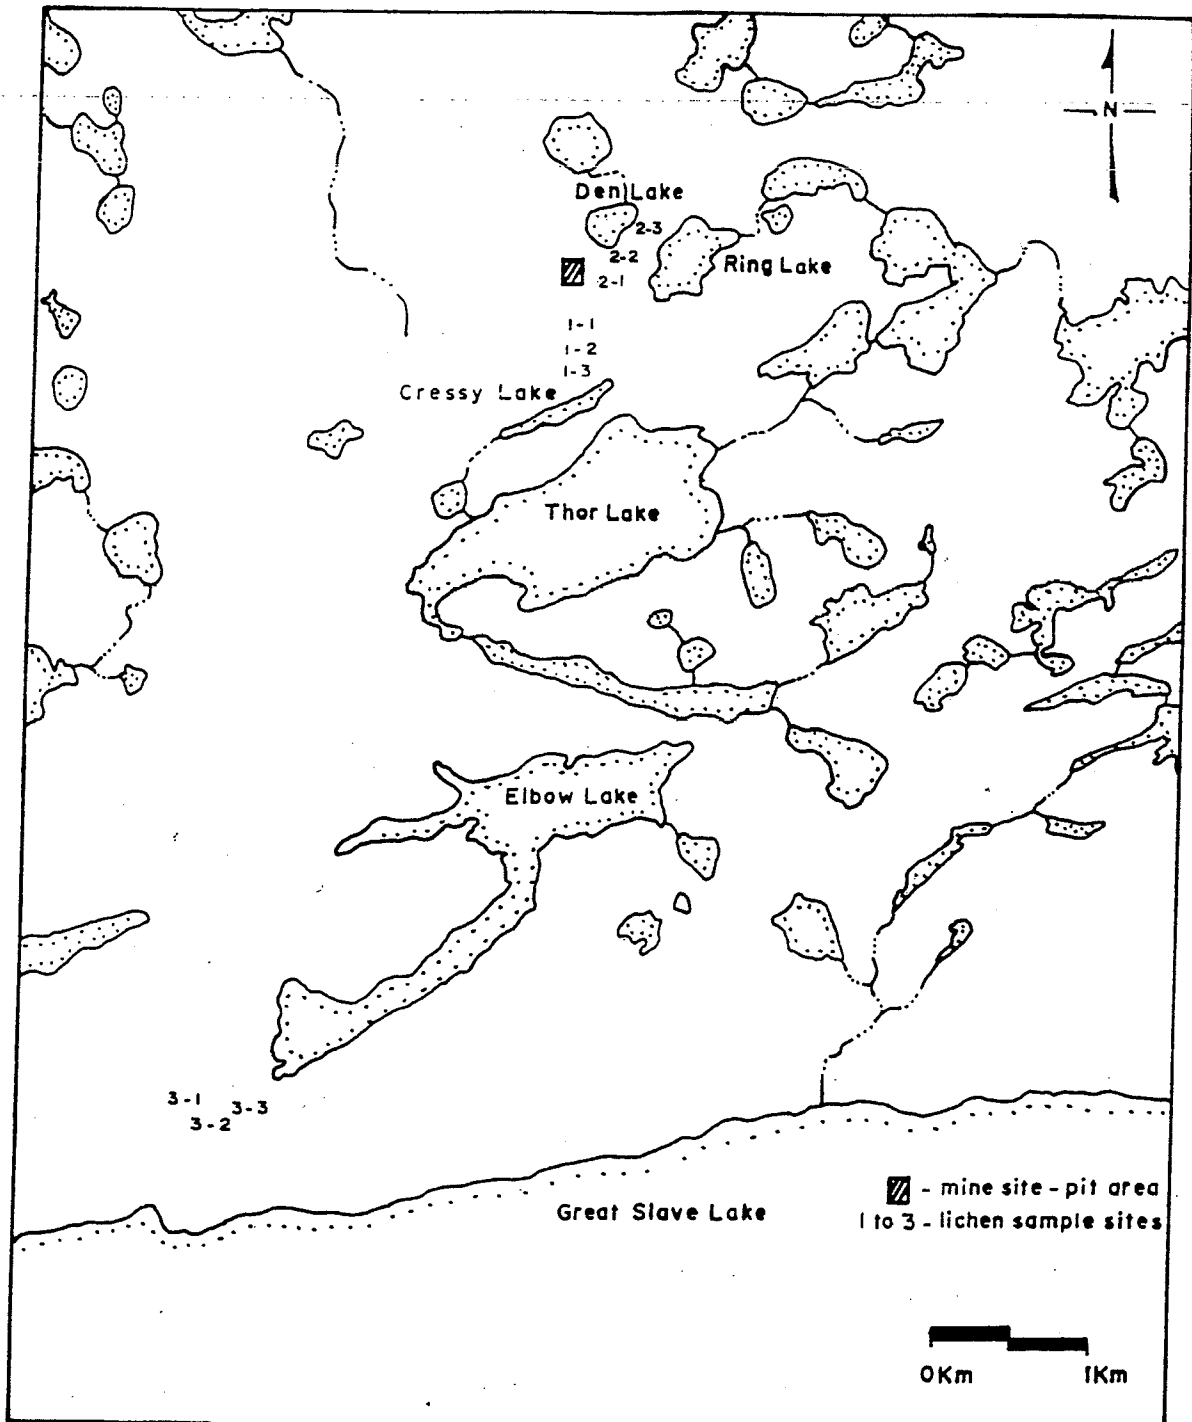 N
Den Lake
2-3
2-2
Ring Lake
2-1
1-1
1-2
1-3
Cressy Lake
Thor Lake
Elbow Lake
3-1
3-3
3-2
- mine site - pit area
Great Slave Lake
1 to 3 - lichen sample sites
0Km 1Km